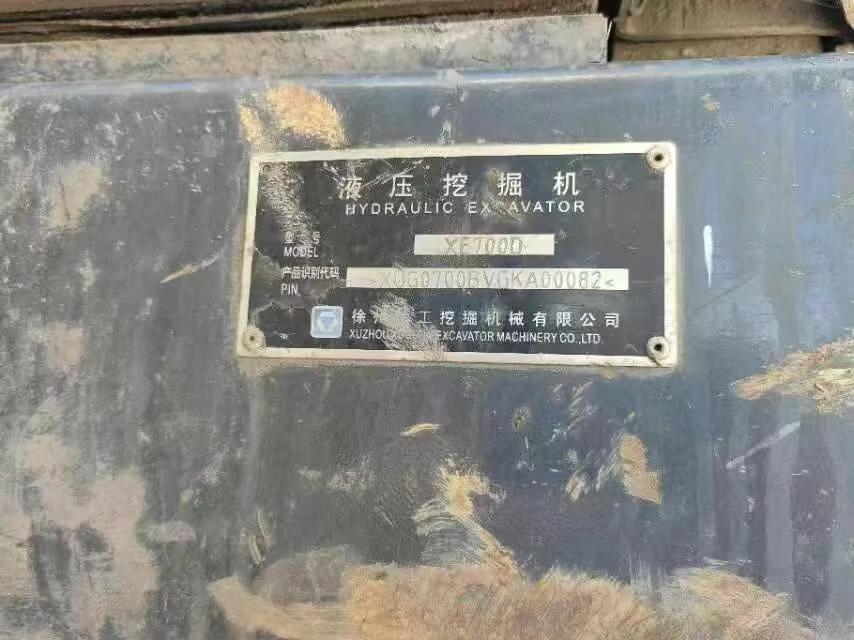 液压挖掘机
HYDRAULIC EXCAVATOR
型号
MODEL XE700D
产品识别代码
PIN >XUG0700BVGKA00082<
徐 工挖掘机械有限公司
XUZHOU EXCAVATOR MACHINERY CO.,LTD.